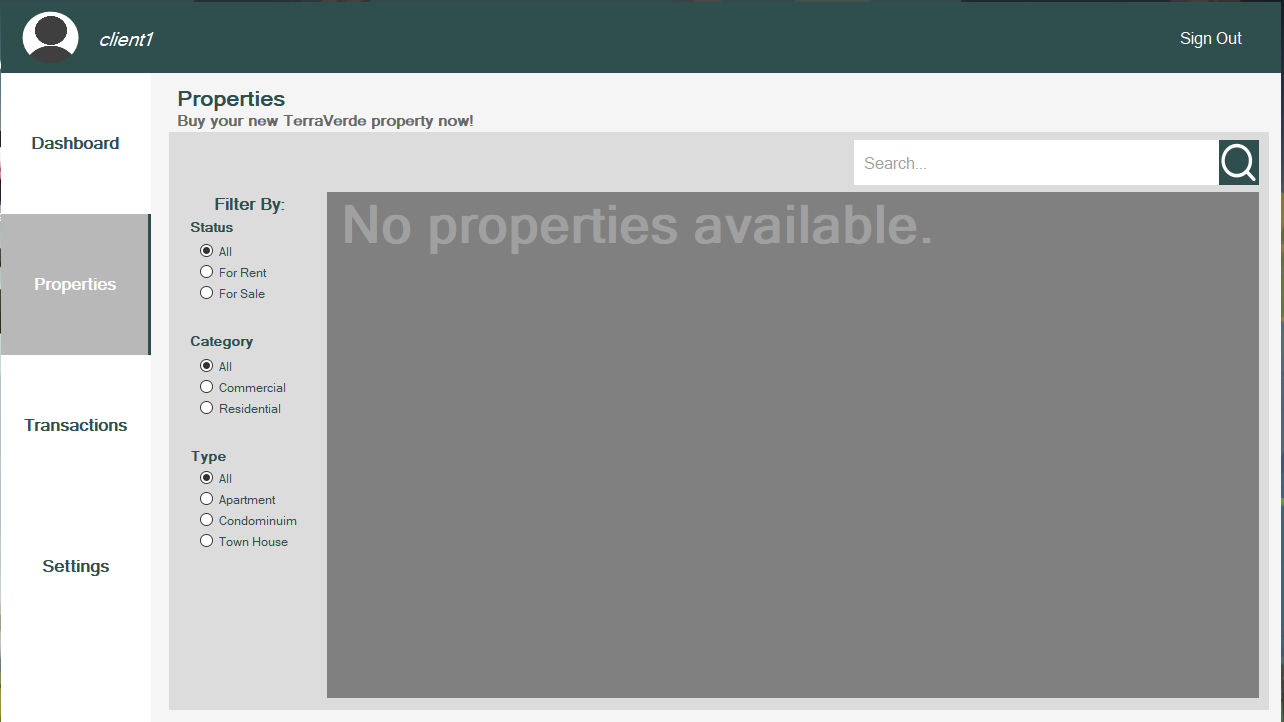 client1
Sign Out
Dashboard
Properties
Transactions
Settings
Properties
Buy your new TerraVerde property now!
Search...
Filter By:
Status
All
For Rent
For Sale
Category
All
Commercial
Residential
Type
All
Apartment
Condominuim
Town House
No properties available.